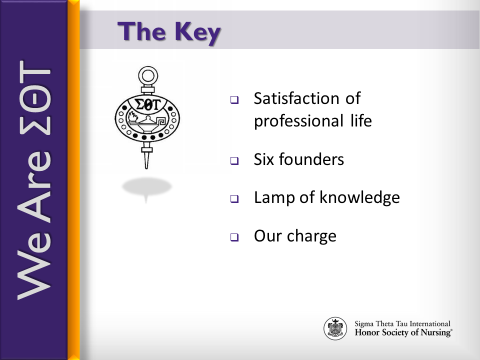 The Key
We Are ΣΘΤ
ΣΘΤ
Satisfaction of
professional life
Six founders
Lamp of knowledge
Our charge
Sigma Theta Tau International
Honor Society of Nursing®